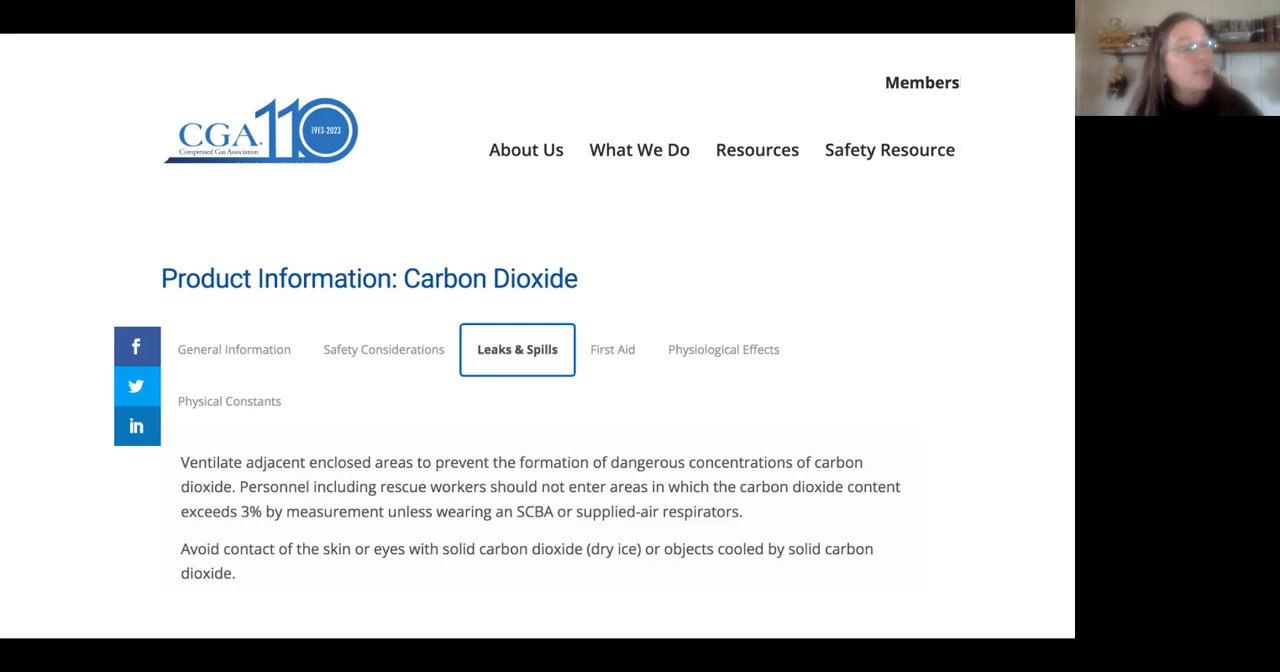 Members
CGA. 110
1913-2023
Compressed Gas Association
About Us What We Do Resources Safety Resource
Product Information: Carbon Dioxide
f
General Information Safety Considerations Leaks & Spills First Aid Physiological Effects
in
Physical Constants
Ventilate adjacent enclosed areas to prevent the formation of dangerous concentrations of carbon
dioxide. Personnel including rescue workers should not enter areas in which the carbon dioxide content
exceeds 3% by measurement unless wearing an SCBA or supplied-air respirators.
Avoid contact of the skin or eyes with solid carbon dioxide (dry ice) or objects cooled by solid carbon
dioxide.